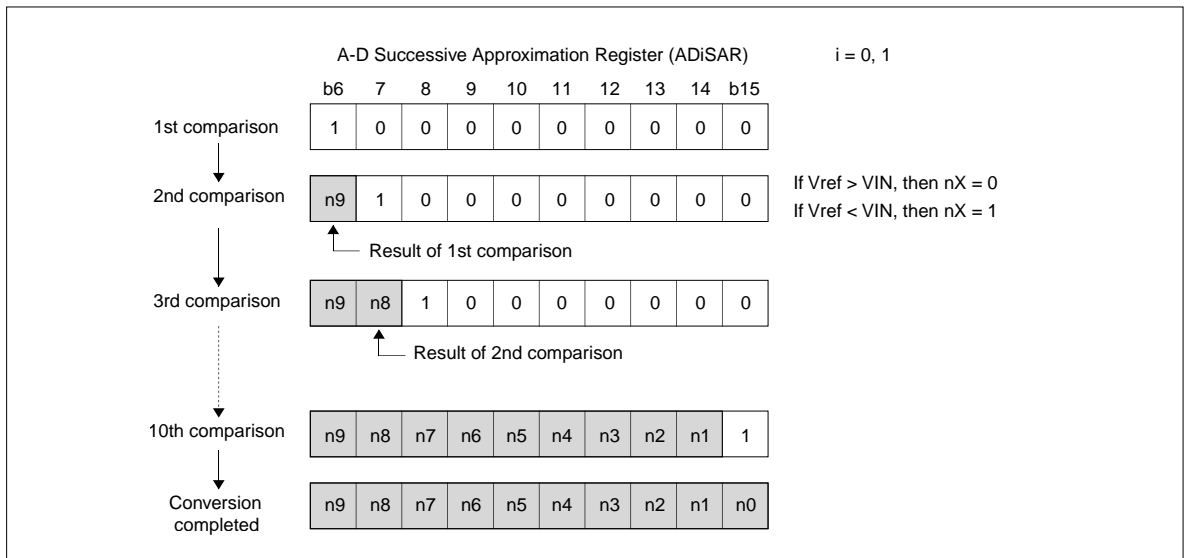 A-D Successive Approximation Register (ADiSAR) i = 0, 1
b6 7 8 9 10 11 12 13 14 b15
1st comparison 1 0 0 0 0 0 0 0 0 0
2nd comparison n9 1 0 0 0 0 0 0 0 0
If Vref > VIN, then nX = 0
If Vref < VIN, then nX = 1
Result of 1st comparison
3rd comparison n9 n8 1 0 0 0 0 0 0 0
Result of 2nd comparison
10th comparison n9 n8 n7 n6 n5 n4 n3 n2 n1 1
Conversion
completed
n9 n8 n7 n6 n5 n4 n3 n2 n1 n0